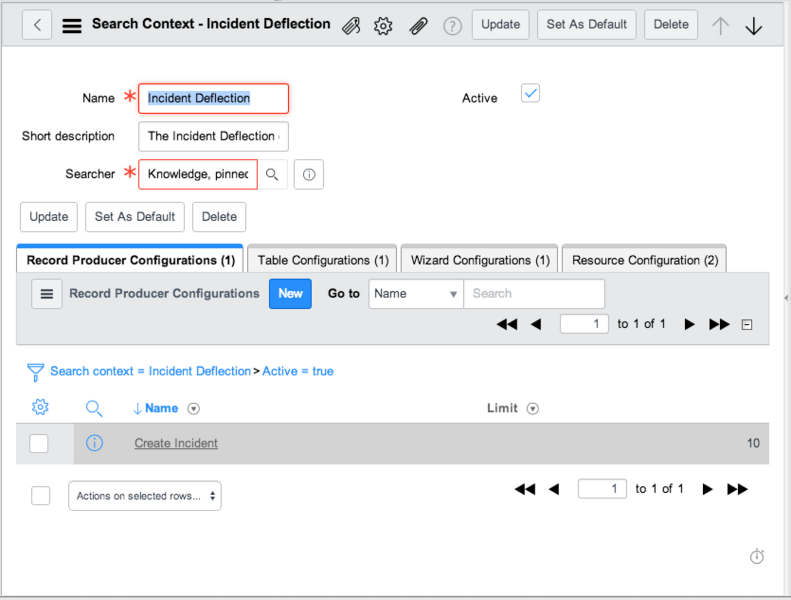 Search Context - Incident Deflection ? Update Set As Default Delete
Name * Incident Deflection Active
Short description The Incident Deflection
Searcher * Knowledge, pinned
Update Set As Default Delete
Record Producer Configurations (1) Table Configurations (1) Wizard Configurations (1) Resource Configuration (2)
Record Producer Configurations New Go to Name Search
1 to 1 of 1
Search context = Incident Deflection > Active = true
Name Limit
Create Incident 10
Actions on selected rows... 1 to 1 of 1